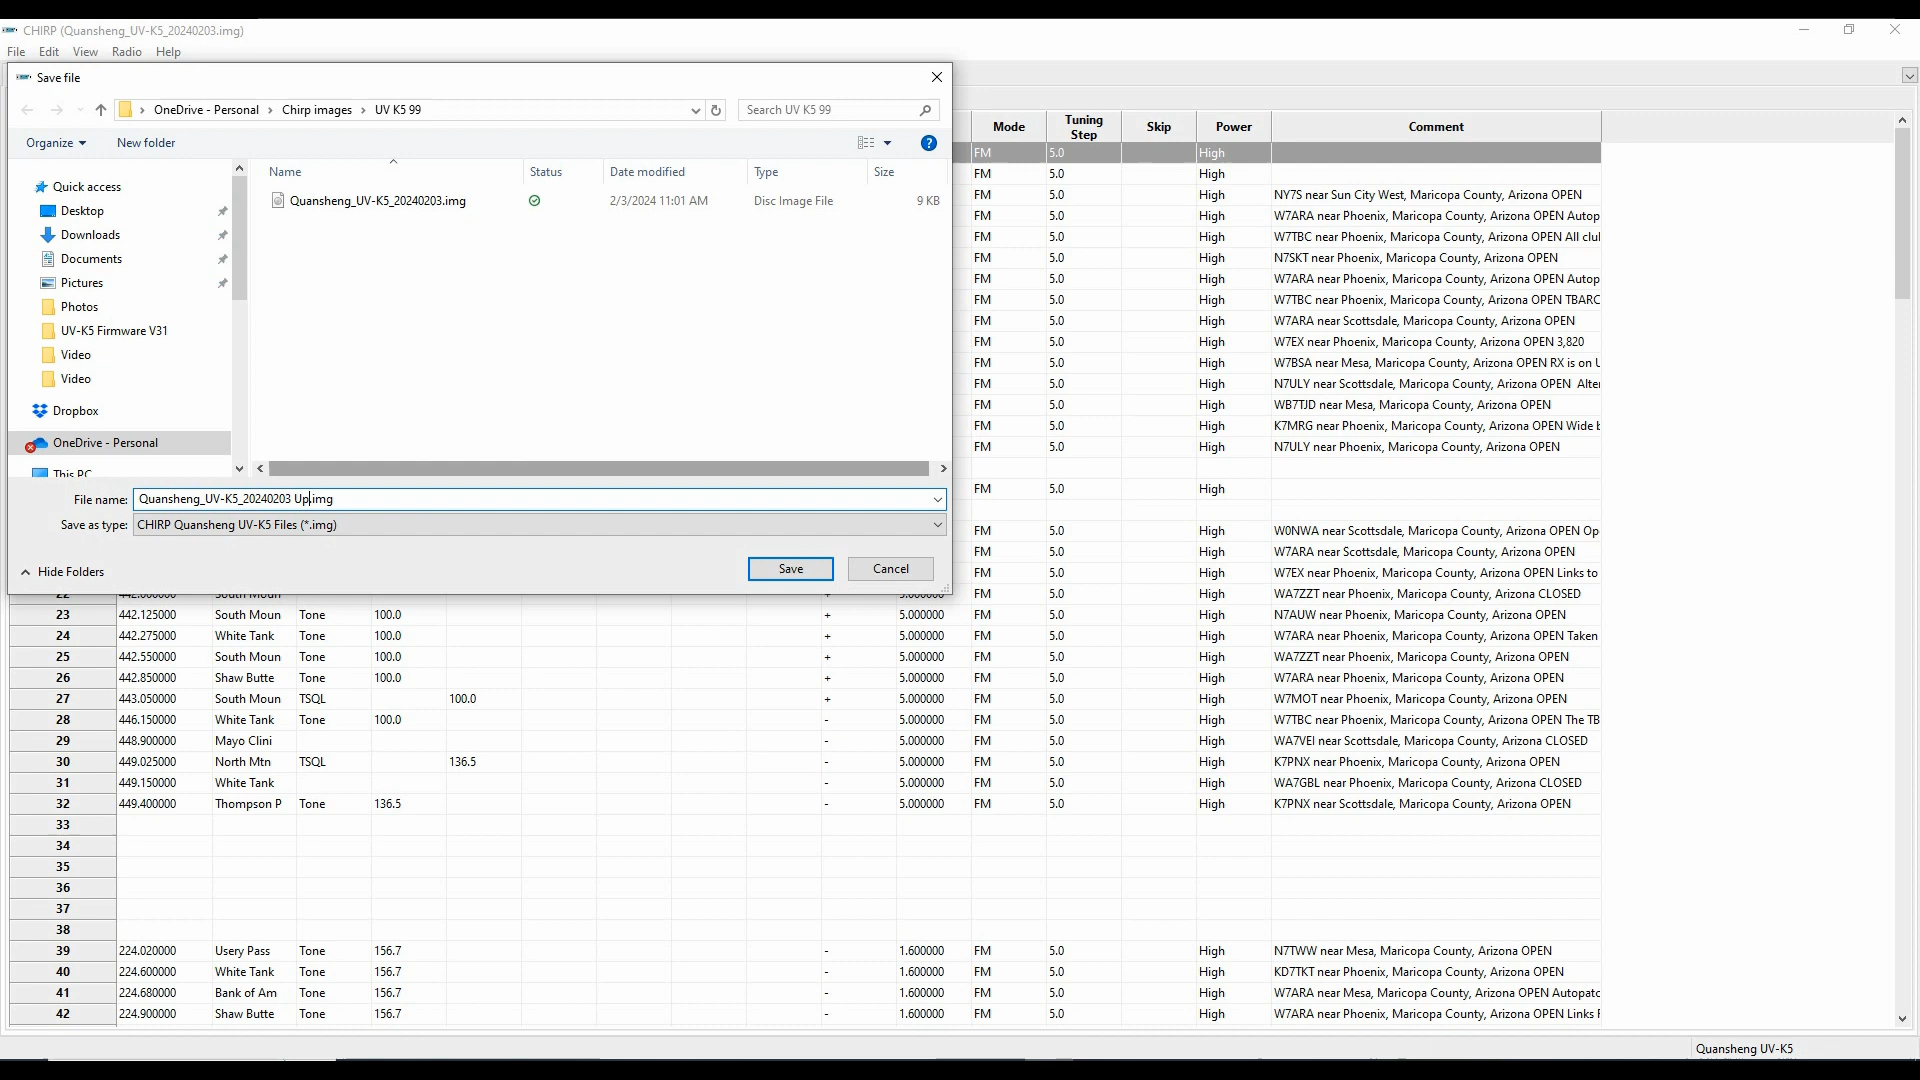 CHIRP (Quansheng_UV-K5_20240203.img)
File Edit View Radio Help
Save file
OneDrive - Personal > Chirp images > UV K5 99
Search UV K5 99
Organize
New folder
Name Status Date modified Type Size
Quansheng_UV-K5_20240203.img 2/3/2024 11:01 AM Disc Image File 9 KB
Quick access
Desktop
Downloads
Documents
Pictures
Photos
UV-K5 Firmware V31
Video
Video
Dropbox
OneDrive - Personal
This PC
File name: Quansheng_UV-K5_20240203 Up.img
Save as type: CHIRP Quansheng UV-K5 Files (*.img)
Hide Folders
Save
Cancel
Mode Tuning Step Skip Power Comment
FM 5.0 High
FM 5.0 High
FM 5.0 High NY7S near Sun City West, Maricopa County, Arizona OPEN
FM 5.0 High W7ARA near Phoenix, Maricopa County, Arizona OPEN Autop
FM 5.0 High W7TBC near Phoenix, Maricopa County, Arizona OPEN All clu
FM 5.0 High N7SKT near Phoenix, Maricopa County, Arizona OPEN
FM 5.0 High W7ARA near Phoenix, Maricopa County, Arizona OPEN Autop
FM 5.0 High W7TBC near Phoenix, Maricopa County, Arizona OPEN TBARC
FM 5.0 High W7ARA near Scottsdale, Maricopa County, Arizona OPEN
FM 5.0 High W7EX near Phoenix, Maricopa County, Arizona OPEN 3,820
FM 5.0 High W7BSA near Mesa, Maricopa County, Arizona OPEN RX is on
FM 5.0 High N7ULY near Scottsdale, Maricopa County, Arizona OPEN Alte
FM 5.0 High WB7TJD near Mesa, Maricopa County, Arizona OPEN
FM 5.0 High K7MRG near Phoenix, Maricopa County, Arizona OPEN Wide
FM 5.0 High N7ULY near Phoenix, Maricopa County, Arizona OPEN
FM 5.0 High
FM 5.0 High W0NWA near Scottsdale, Maricopa County, Arizona OPEN Op
FM 5.0 High W7ARA near Scottsdale, Maricopa County, Arizona OPEN
FM 5.0 High W7EX near Phoenix, Maricopa County, Arizona OPEN Links to
FM 5.0 High WA7ZZT near Phoenix, Maricopa County, Arizona CLOSED
23 442.125000 South Moun Tone 100.0 + 5.000000 FM 5.0 High N7AUW near Phoenix, Maricopa County, Arizona OPEN
24 442.275000 White Tank Tone 100.0 + 5.000000 FM 5.0 High W7ARA near Phoenix, Maricopa County, Arizona OPEN Taken
25 442.550000 South Moun Tone 100.0 + 5.000000 FM 5.0 High WA7ZZT near Phoenix, Maricopa County, Arizona OPEN
26 442.850000 Shaw Butte Tone 100.0 + 5.000000 FM 5.0 High W7ARA near Phoenix, Maricopa County, Arizona OPEN
27 443.050000 South Moun TSQL 100.0 + 5.000000 FM 5.0 High W7MOT near Phoenix, Maricopa County, Arizona OPEN
28 446.150000 White Tank Tone 100.0 - 5.000000 FM 5.0 High W7TBC near Phoenix, Maricopa County, Arizona OPEN The TB
29 448.900000 Mayo Clini - 5.000000 FM 5.0 High WA7VEI near Scottsdale, Maricopa County, Arizona CLOSED
30 449.025000 North Mtn TSQL 136.5 - 5.000000 FM 5.0 High K7PNX near Phoenix, Maricopa County, Arizona OPEN
31 449.150000 White Tank - 5.000000 FM 5.0 High WA7GBL near Phoenix, Maricopa County, Arizona CLOSED
32 449.400000 Thompson P Tone 136.5 - 5.000000 FM 5.0 High K7PNX near Scottsdale, Maricopa County, Arizona OPEN
33
34
35
36
37
38
39 224.020000 Usery Pass Tone 156.7 - 1.600000 FM 5.0 High N7TWW near Mesa, Maricopa County, Arizona OPEN
40 224.600000 White Tank Tone 156.7 - 1.600000 FM 5.0 High KD7TKT near Phoenix, Maricopa County, Arizona OPEN
41 224.680000 Bank of Am Tone 156.7 - 1.600000 FM 5.0 High W7ARA near Mesa, Maricopa County, Arizona OPEN Autopatc
42 224.900000 Shaw Butte Tone 156.7 - 1.600000 FM 5.0 High W7ARA near Phoenix, Maricopa County, Arizona OPEN Links
Quansheng UV-K5